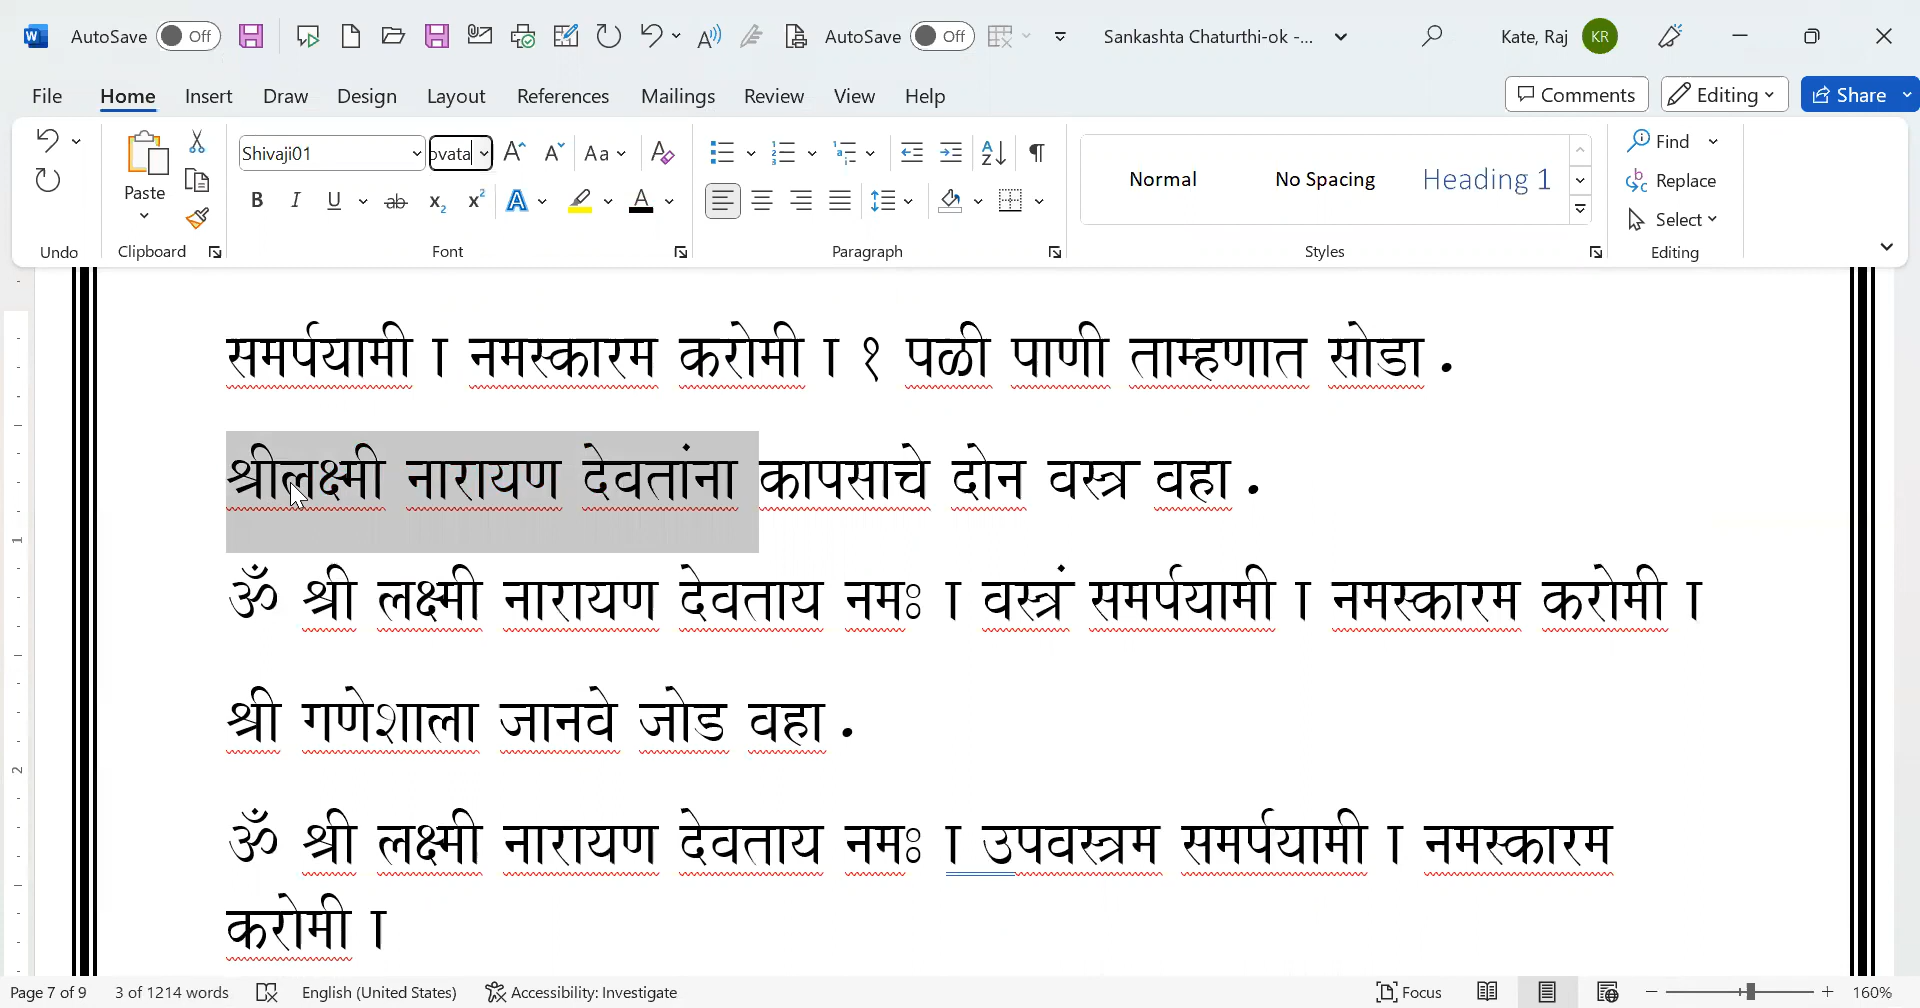 AutoSave Off AutoSave Off Sankashta Chaturthi-ok -... Kate, Raj KR
File Home Insert Draw Design Layout References Mailings Review View Help Comments Editing Share
Shivaji01 ovata Aa Find
Paste Normal No Spacing Heading 1 Replace
B I U ab Select
Undo Clipboard Font Paragraph Styles Editing
समर्पयामी । नमस्कारम करोमी । १ पळी पाणी ताम्हणात सोडा .
श्रीलक्ष्मी नारायण देवतांना कापसाचे दोन वस्त्र वहा .
ॐ श्री लक्ष्मी नारायण देवताय नमः । वस्त्रं समर्पयामी । नमस्कारम करोमी ।
श्री गणेशाला जानवे जोड वहा .
ॐ श्री लक्ष्मी नारायण देवताय नमः । उपवस्त्रम समर्पयामी । नमस्कारम
करोमी ।
Page 7 of 9 3 of 1214 words English (United States) Accessibility: Investigate Focus 160%